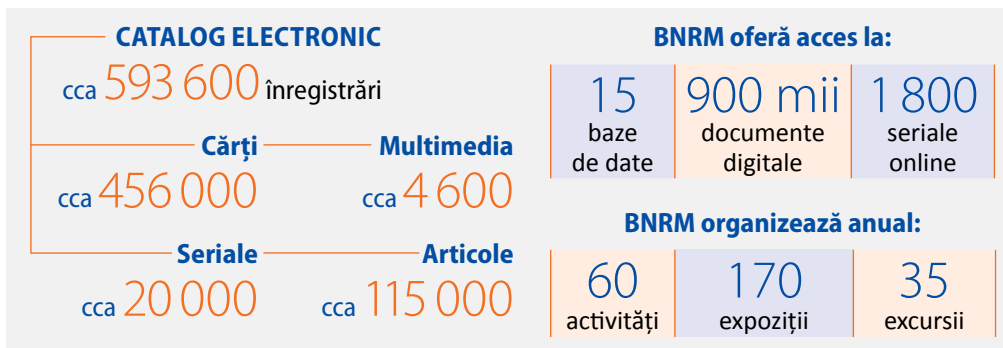 CATALOG ELECTRONIC
cca 593 600 înregistrări
Cărți Multimedia
cca 456 000 cca 4 600
Seriale Articole
cca 20 000 cca 115 000
BNRM oferă acces la:
15 900 mii 1 800
baze documente seriale
de date digitale online
BNRM organizează anual:
60 170 35
activități expoziții excursii